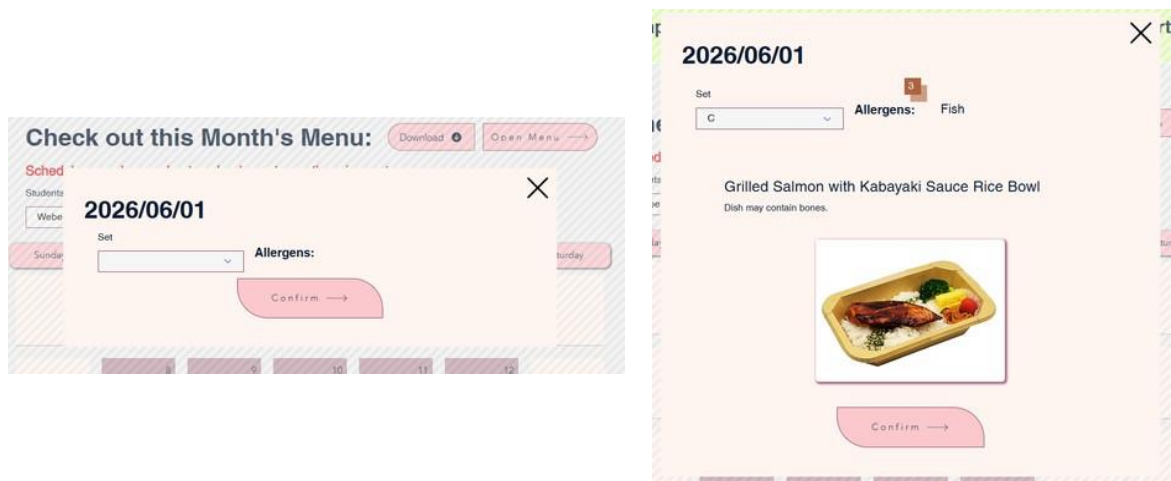 Check out this Month's Menu:
Download
Open Menu
Sched
Students
Webe
Sunday
turday
2026/06/01
Set
Allergens:
Confirm
8
9
10
11
12
rt
2026/06/01
Set
C
3
Allergens:
Fish
Grilled Salmon with Kabayaki Sauce Rice Bowl
Dish may contain bones.
Confirm